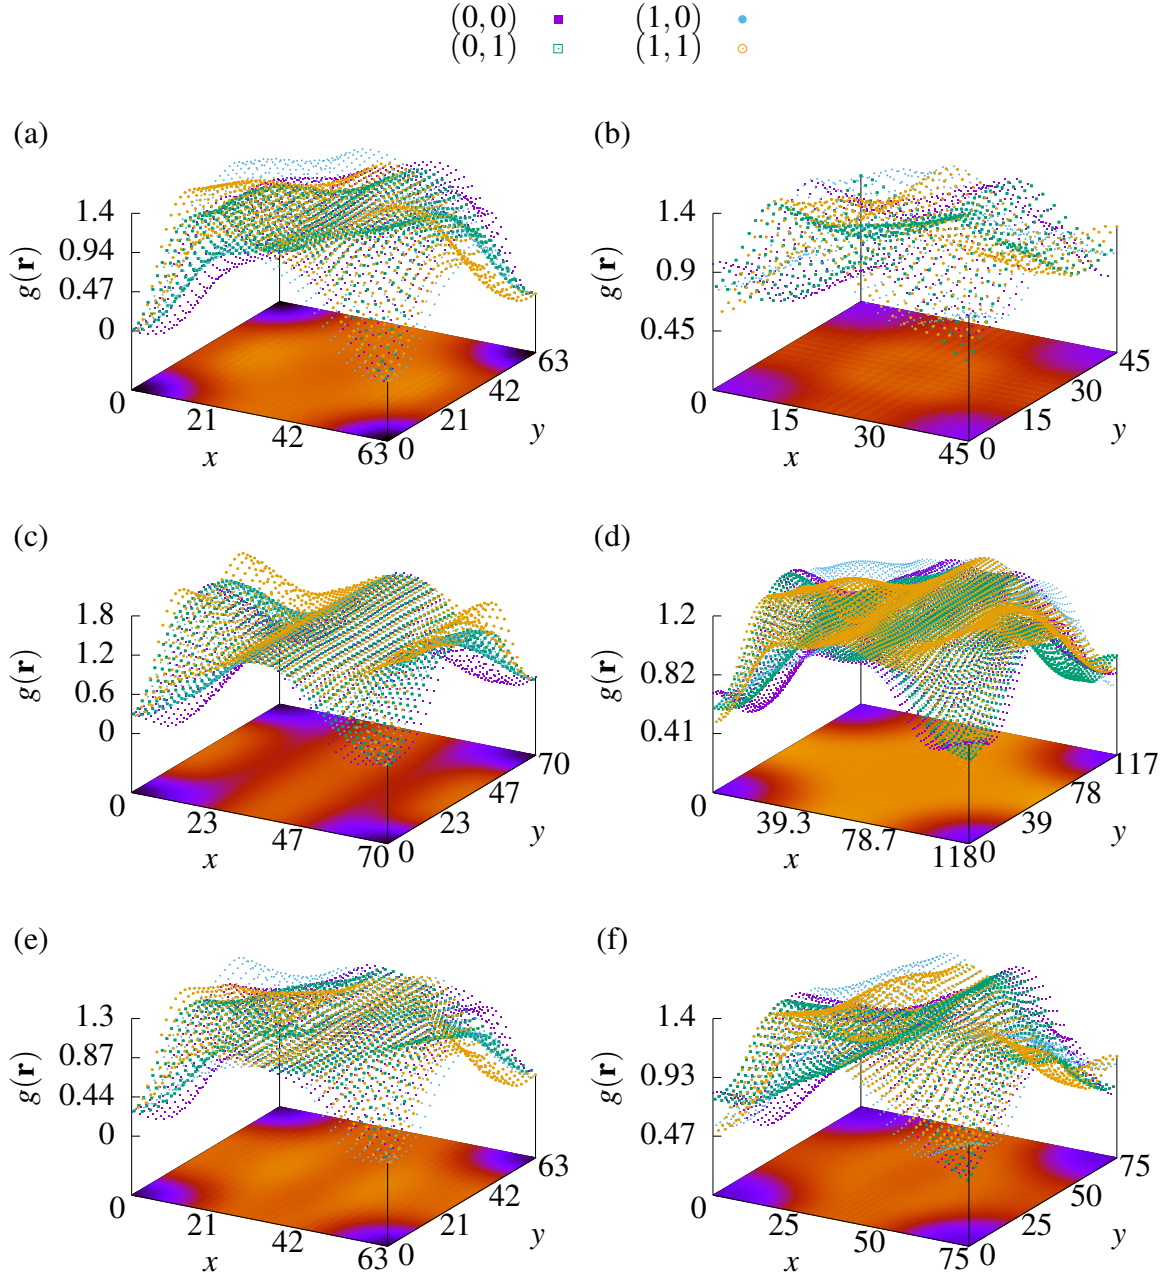 (0,0) (1,0)
(0,1) (1,1)
(a) (b)
1.4 1.4
0.94 0.9
0.47 0.45
0
g(r) g(r)
0 21 42 63 0 21 42 63
x y
0 15 30 45 0 15 30 45
x y
(c) (d)
1.8 1.2
1.2 0.82
0.6 0.41
0
g(r) g(r)
0 23 47 70 0 23 47 70
x y
0 39.3 78.7 118 0 39 78 117
x y
(e) (f)
1.3 1.4
0.87 0.93
0.44 0.47
0
g(r) g(r)
0 21 42 63 0 21 42 63
x y
0 25 50 75 0 25 50 75
x y